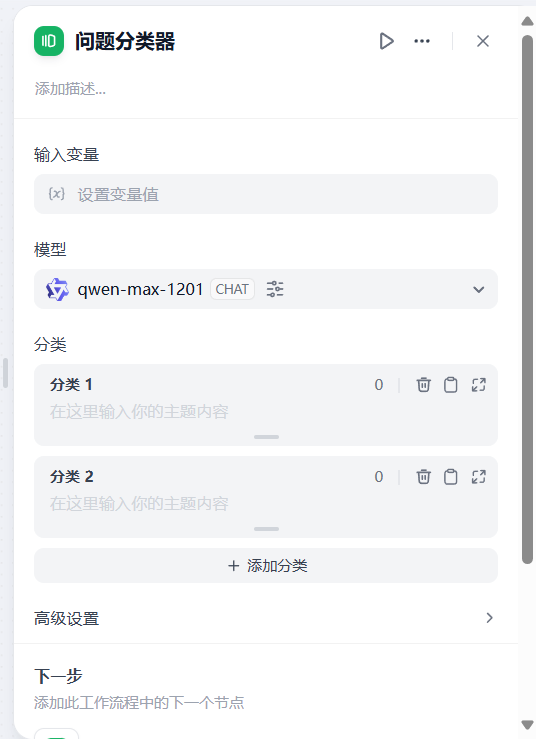 问题分类器
添加描述...
输入变量
{x} 设置变量值
模型
qwen-max-1201 CHAT
分类
分类 1 0
在这里输入你的主题内容
分类 2 0
在这里输入你的主题内容
+ 添加分类
高级设置
下一步
添加此工作流程中的下一个节点